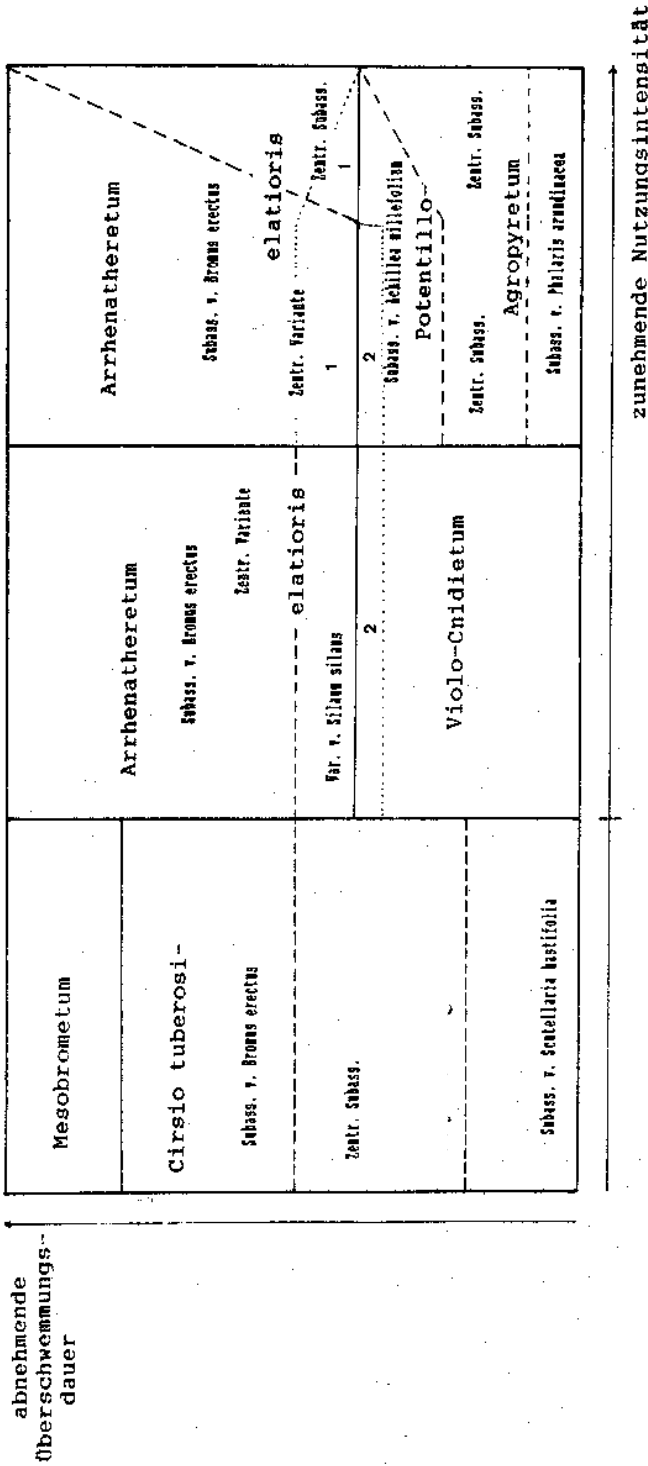 abnehmende
Überschwemmungs-
dauer
Mesobrometum
Cirsio tuberosi-
Subass. v. Bromus erectus
Zentr. Subass.
Subass. v. Scutellaria hastifolia
Arrhenatheretum
Subass. v. Bromus erectus
Zentr. Variante
elatioris
Var. v. Silaum silaus
2
Violo-Cnidietum
Arrhenatheretum
Subass. v. Bromus erectus
elatioris
Zentr. Variante
Zentr. Subass.
1
1
2
Subass. v. Achillea millefolium
Potentillo-
Zentr. Subass.
Zentr. Subass.
Agropyretum
Subass. v. Phalaris arundinacea
zunehmende Nutzungsintensität